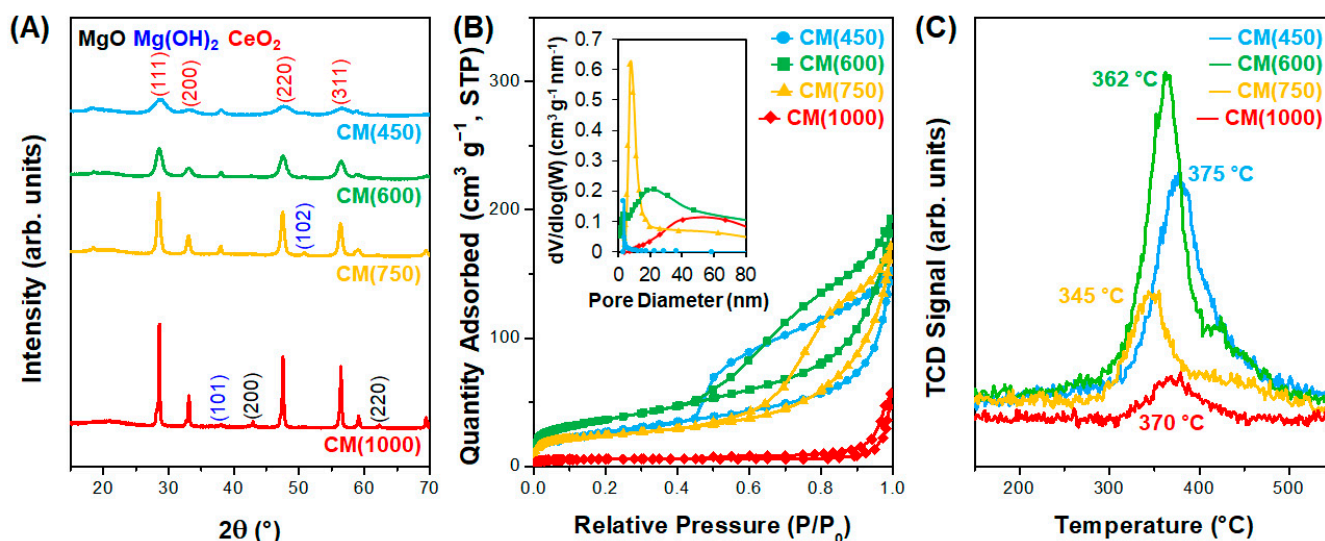 (A)
MgO Mg(OH)₂ CeO₂
(111)
(200)
(220)
(311)
CM(450)
CM(600)
(102)
CM(750)
(101)
(200)
(220)
CM(1000)
Intensity (arb. units)
20 30 40 50 60 70
2θ (°)
(B)
CM(450)
CM(600)
CM(750)
CM(1000)
Quantity Adsorbed (cm³ g⁻¹, STP)
300
200
100
0
0.0 0.2 0.4 0.6 0.8 1.0
Relative Pressure (P/P₀)
dV/dlog(W) (cm³ g⁻¹ nm⁻¹)
0.7
0.6
0.5
0.4
0.3
0.2
0.1
0
0 20 40 60 80
Pore Diameter (nm)
(C)
CM(450)
CM(600)
CM(750)
CM(1000)
362 °C
375 °C
345 °C
370 °C
TCD Signal (arb. units)
200 300 400 500
Temperature (°C)